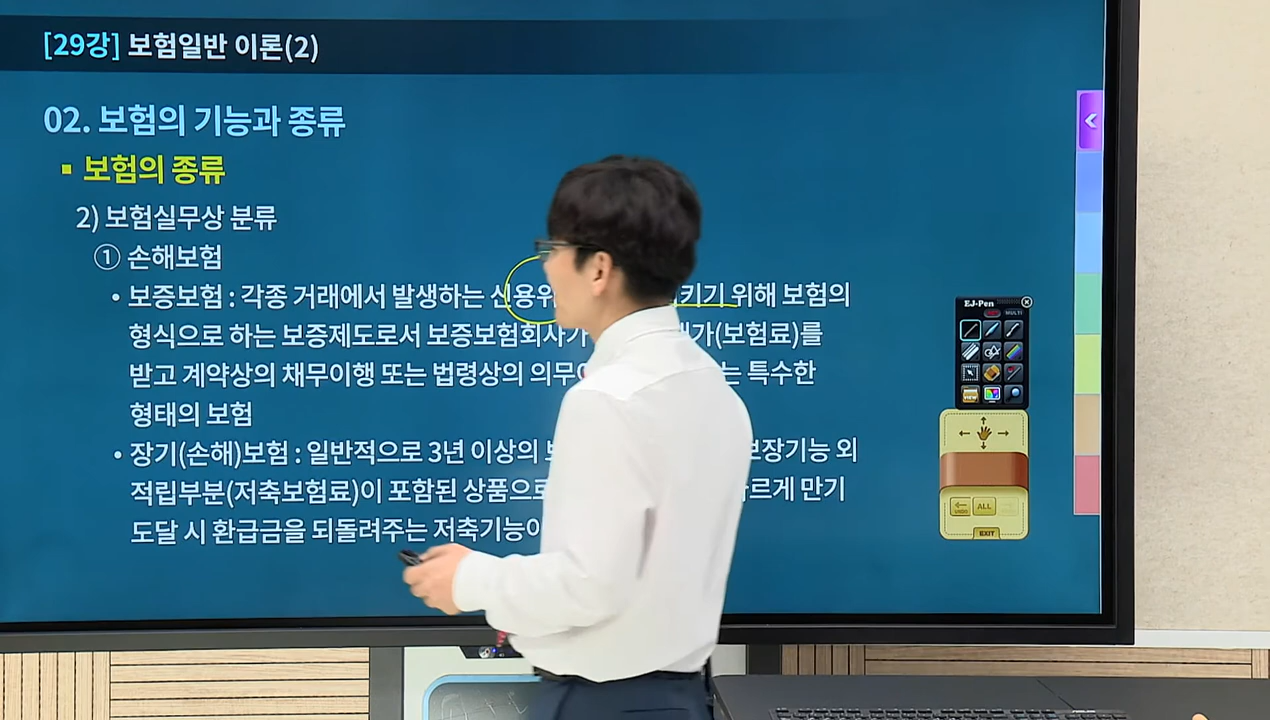 [29강] 보험일반 이론(2)
02. 보험의 기능과 종류
▪ 보험의 종류
2) 보험실무상 분류
① 손해보험
• 보증보험 : 각종 거래에서 발생하는 신용위 키기 위해 보험의
형식으로 하는 보증제도로서 보증보험회사가 (보험료)를
받고 계약상의 채무이행 또는 법령상의 특수한
형태의 보험
• 장기(손해)보험 : 일반적으로 3년 이상의 보장기능 외
적립부분(저축보험료)이 포함된 상품으로 만기
도달 시 환급금을 되돌려주는 저축기능이
EJ-Pen
MULTI
VIEW
UNDO
ALL
EXIT